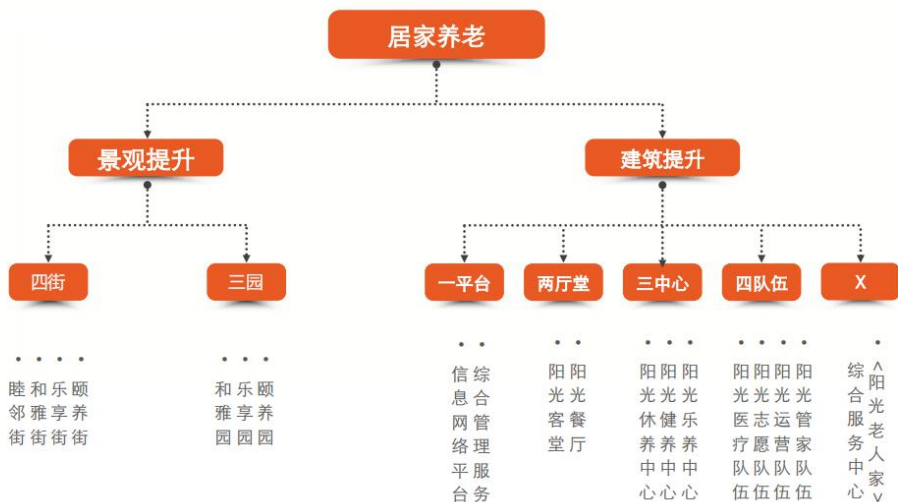 居家养老
景观提升
建筑提升
四街
三园
一平台
两厅堂
三中心
四队伍
X
颐养街
乐享街
和雅街
睦邻街
颐养园
乐享园
和雅园
综合管理服务
信息网络平台
阳光餐厅
阳光客堂
阳光乐养中心
阳光健养中心
阳光休养中心
阳光管家队伍
阳光运营队伍
阳光志愿队伍
阳光医疗队伍
<阳光老人家>
综合服务中心